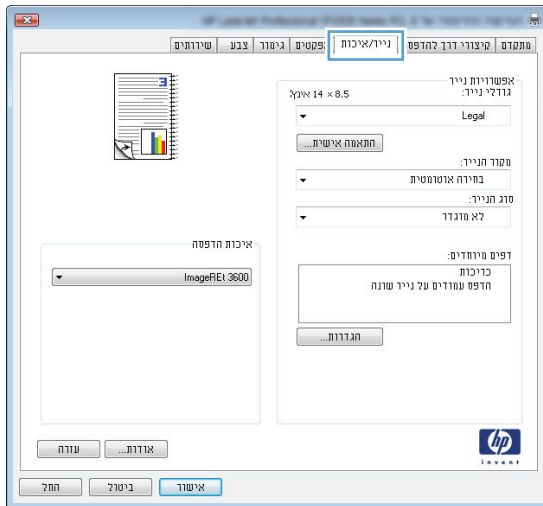 מתקדם
קיצורי דרך להדפסה
נייר/איכות
אפקטים
גימור
צבע
שירותים
אפשרויות נייר
גודלי נייר: 8.5 × 14 אינץ'
Legal
התאמה אישית...
מקור הנייר:
בחירה אוטומטית
סוג הנייר:
לא מוגדר
דפים מיוחדים:
כריכות
הדפס עמודים על נייר שונה
הגדרות...
איכות הדפסה
ImageREt 3600
hp
invent
אודות...
עזרה
אישור
ביטול
החל